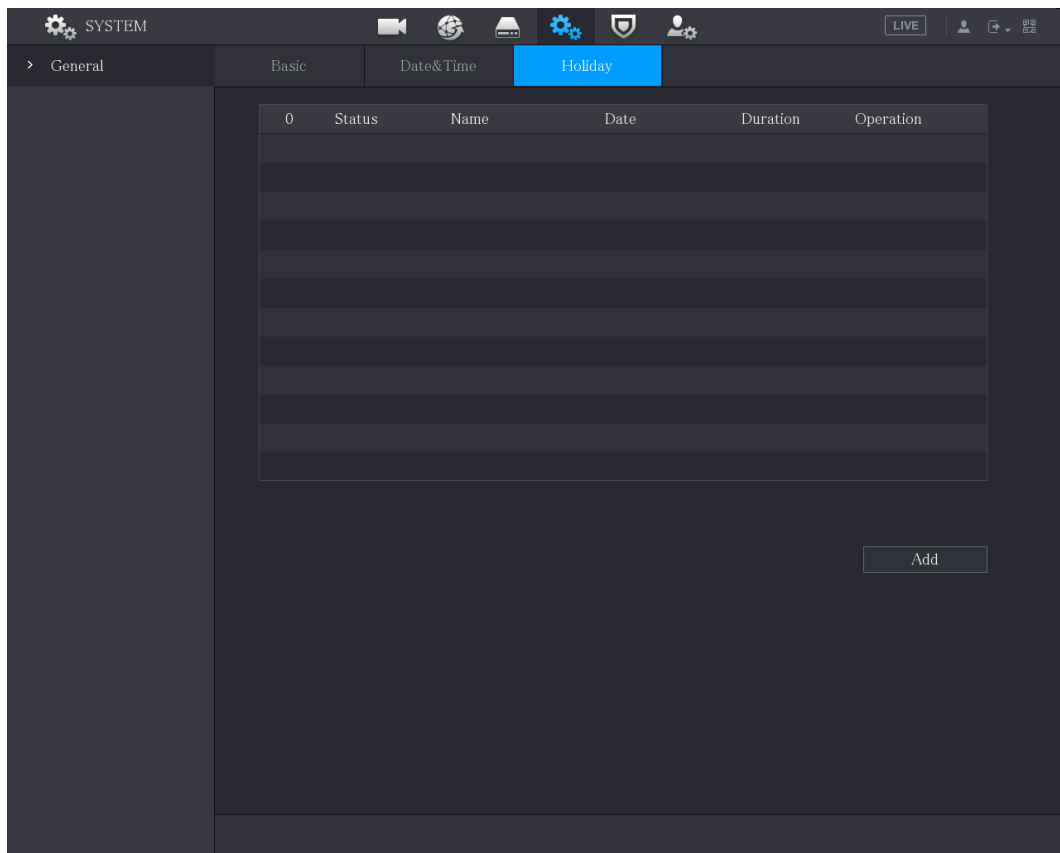 SYSTEM
LIVE
General
Basic
Date&Time
Holiday
0 Status Name Date Duration Operation
Add